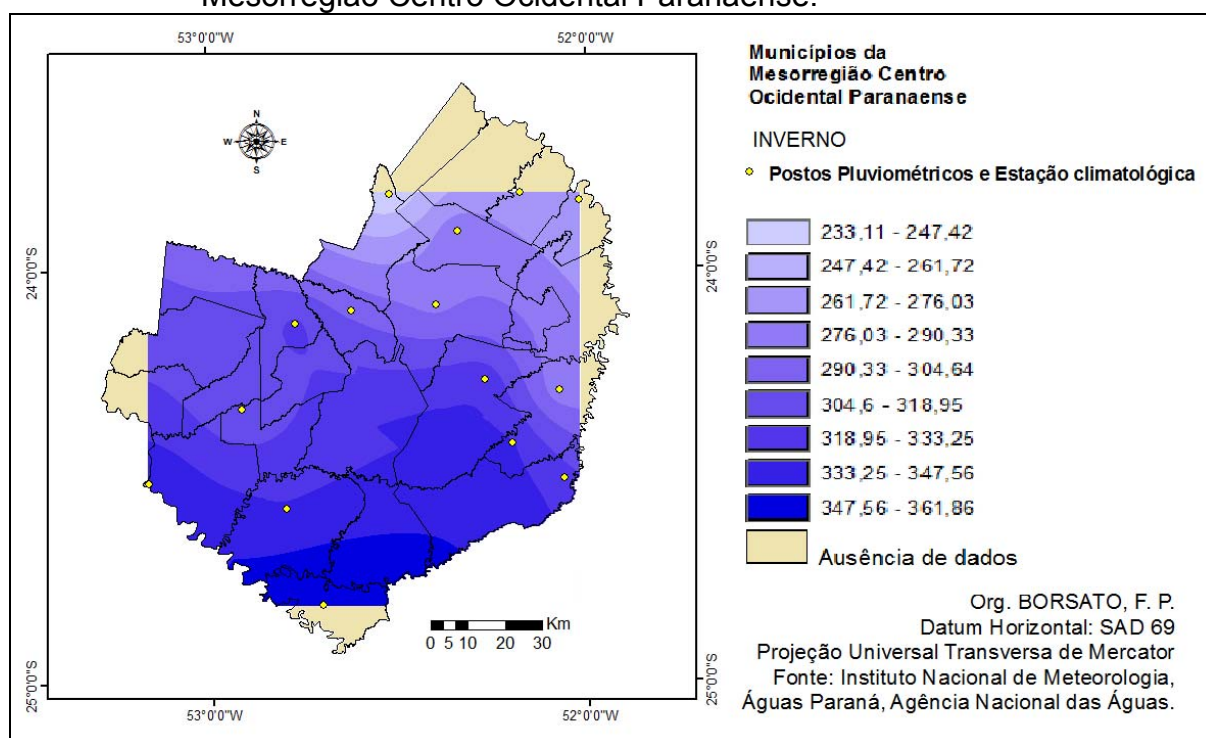 Mesorregião Centro Ocidental Paranaense.
53°0'0"W
52°0'0"W
N
W
E
S
24°0'0"S
24°0'0"S
25°0'0"S
25°0'0"S
53°0'0"W
52°0'0"W
Km
0 5 10 20 30
Municípios da
Mesorregião Centro
Ocidental Paranaense
INVERNO
Postos Pluviométricos e Estação climatológica
233,11 - 247,42
247,42 - 261,72
261,72 - 276,03
276,03 - 290,33
290,33 - 304,64
304,6 - 318,95
318,95 - 333,25
333,25 - 347,56
347,56 - 361,86
Ausência de dados
Org. BORSATO, F. P.
Datum Horizontal: SAD 69
Projeção Universal Transversa de Mercator
Fonte: Instituto Nacional de Meteorologia,
Águas Paraná, Agência Nacional das Águas.